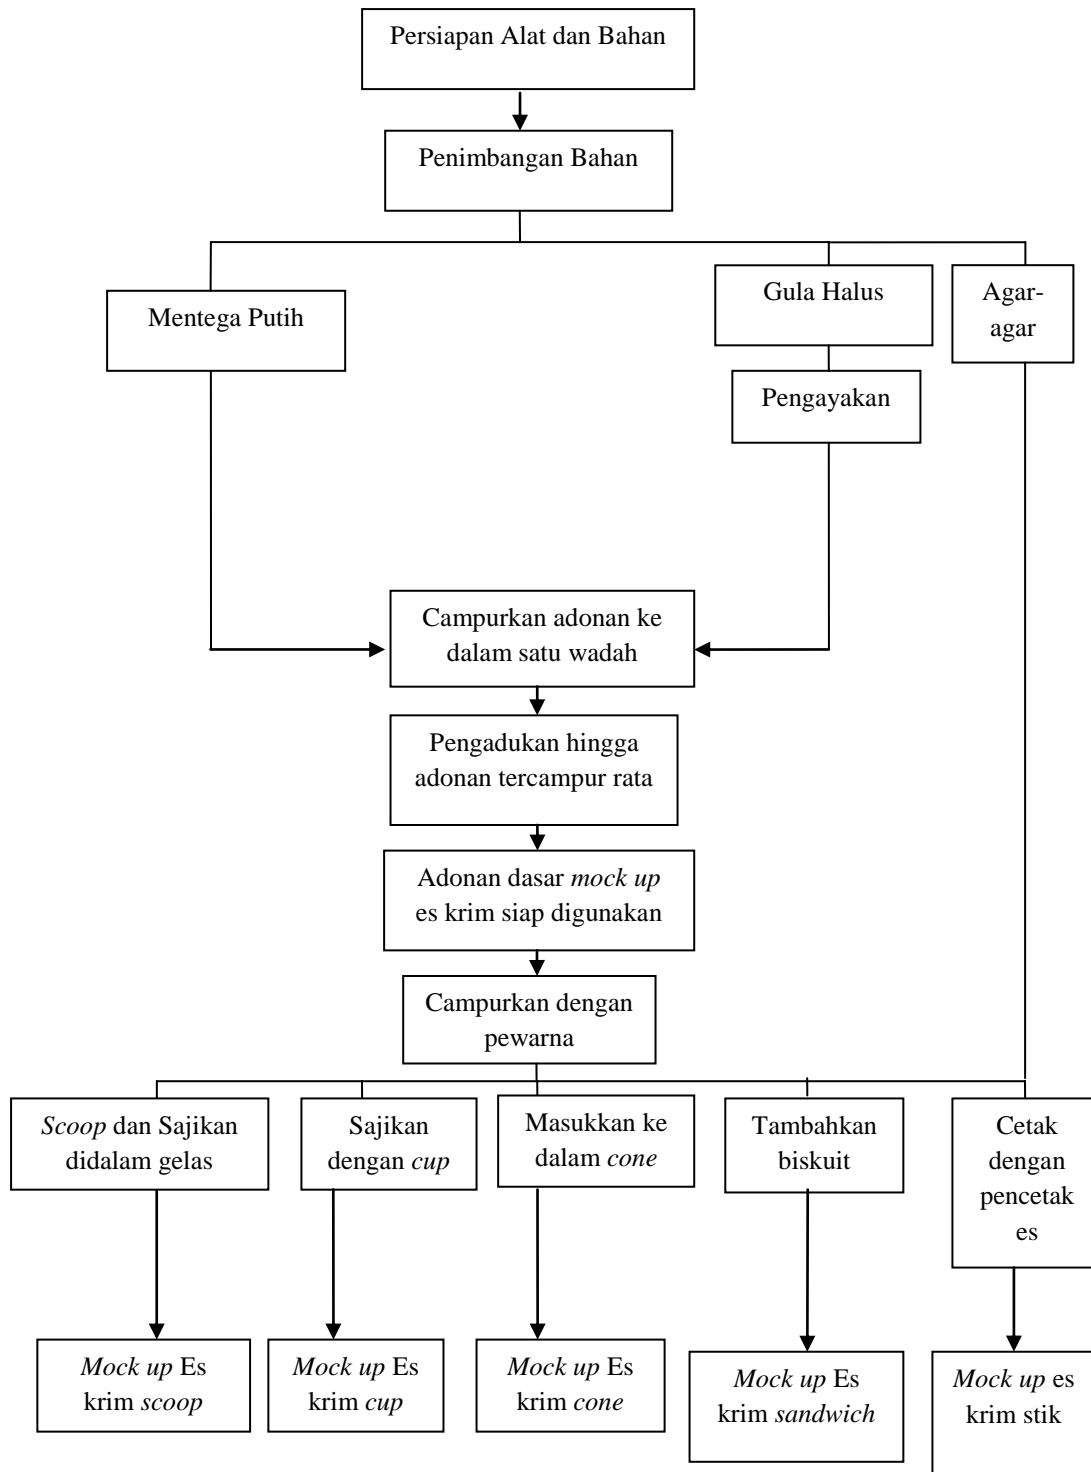 Persiapan Alat dan Bahan
Penimbangan Bahan
Mentega Putih
Gula Halus
Agar-
agar
Pengayakan
Campurkan adonan ke
dalam satu wadah
Pengadukan hingga
adonan tercampur rata
Adonan dasar mock up
es krim siap digunakan
Campurkan dengan
pewarna
Scoop dan Sajikan
didalam gelas
Sajikan
dengan cup
Masukkan ke
dalam cone
Tambahkan
biskuit
Cetak
dengan
pencetak
es
Mock up Es
krim scoop
Mock up Es
krim cup
Mock up Es
krim cone
Mock up Es
krim sandwich
Mock up es
krim stik